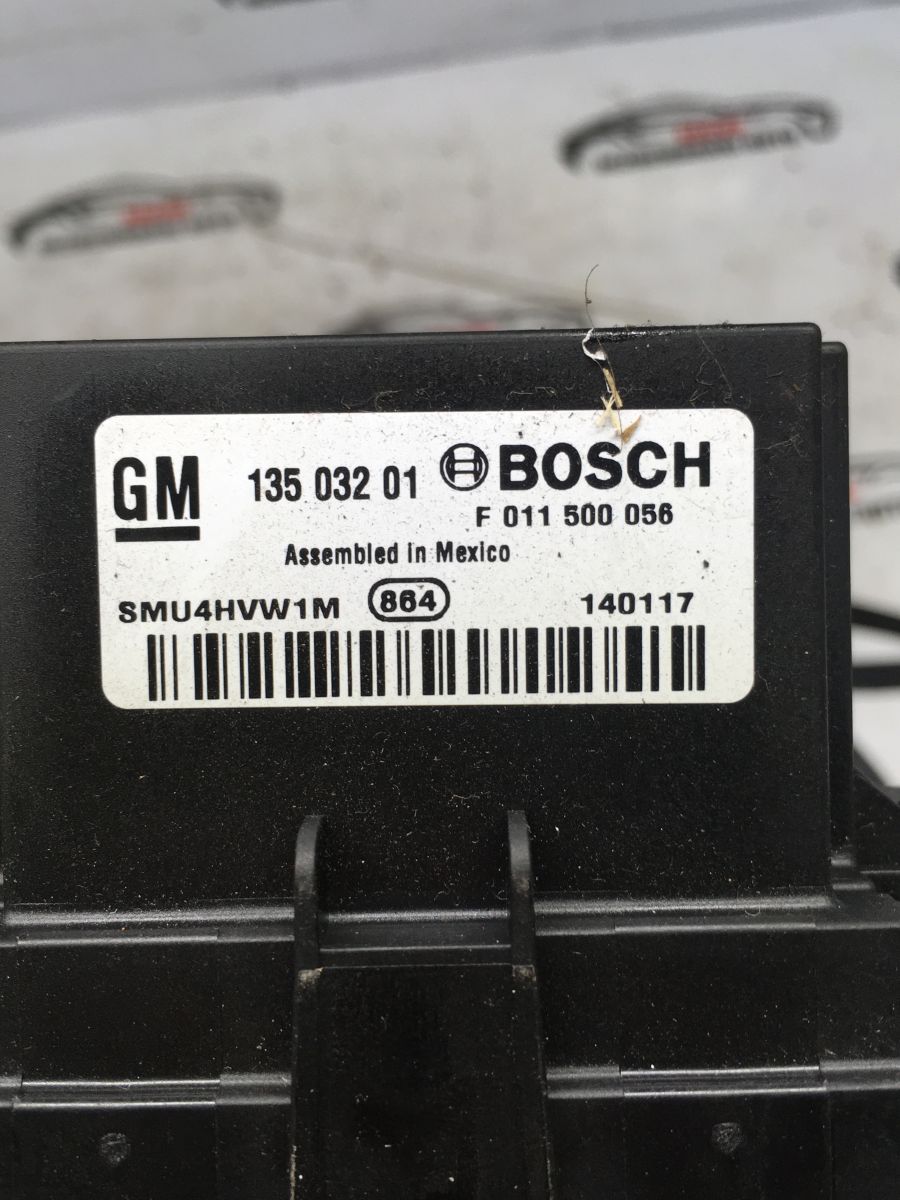 GM 135 032 01 BOSCH
F 011 500 056
Assembled in Mexico
SMU4HVW1M 864 140117